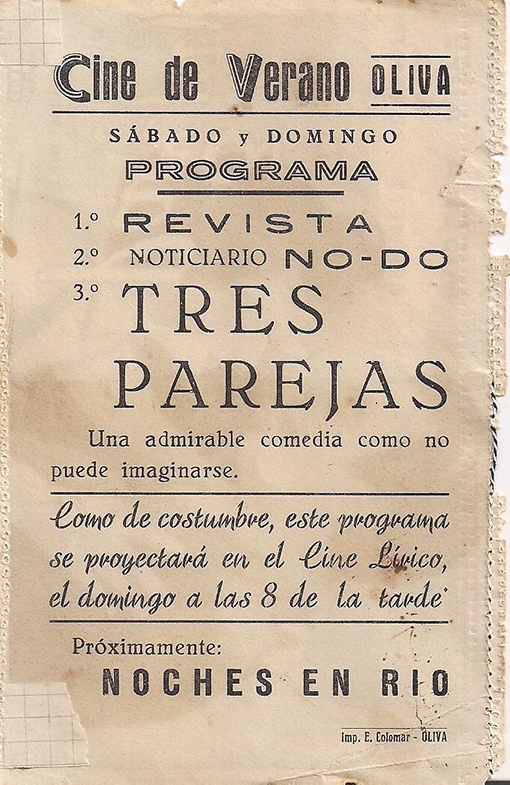 Cine de Verano OLIVA
SÁBADO y DOMINGO
PROGRAMA
1.º REVISTA
2.º NOTICIARIO NO-DO
3.º TRES
PAREJAS
Una admirable comedia como no
puede imaginarse.
Como de costumbre, este programa
se proyectará en el Cine Lírico,
el domingo a las 8 de la tarde
Próximamente:
NOCHES EN RIO
Imp. E. Colomar - OLIVA